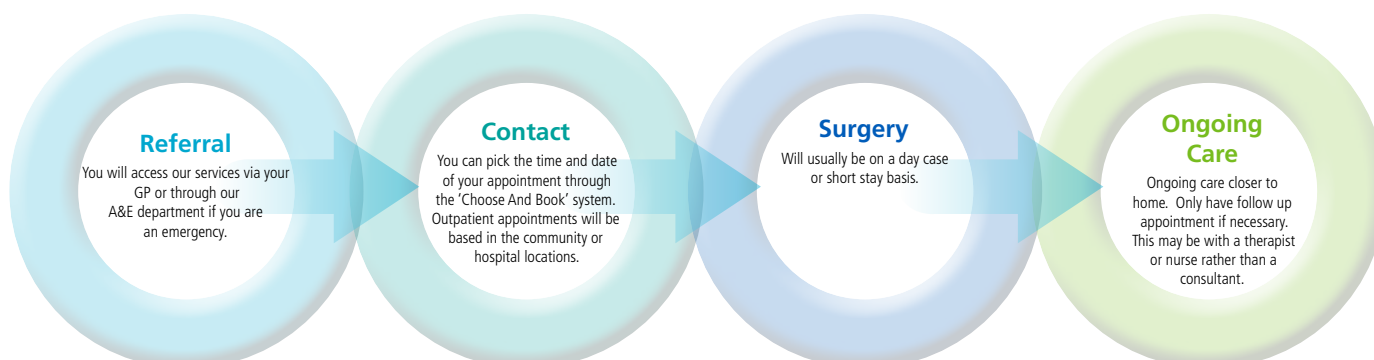 Referral
You will access our services via your
GP or through our
A&E department if you are
an emergency.
Contact
You can pick the time and date
of your appointment through
the 'Choose And Book' system.
Outpatient appointments will be
based in the community or
hospital locations.
Surgery
Will usually be on a day case
or short stay basis.
Ongoing
Care
Ongoing care closer to
home.  Only have follow up
appointment if necessary.
This may be with a therapist
or nurse rather than a
consultant.